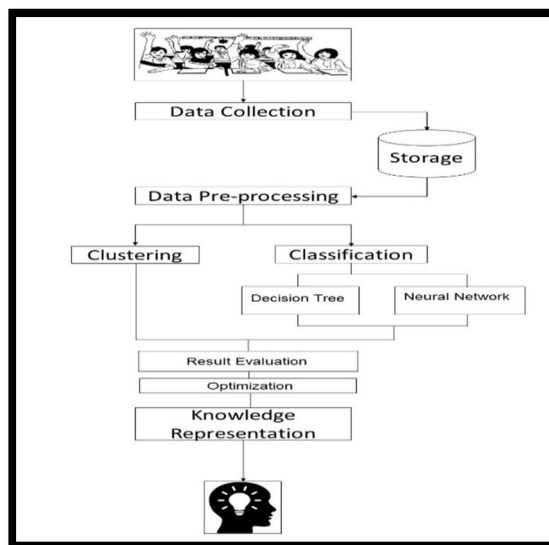 Data Collection
Storage
Data Pre-processing
Clustering
Classification
Decision Tree
Neural Network
Result Evaluation
Optimization
Knowledge
Representation